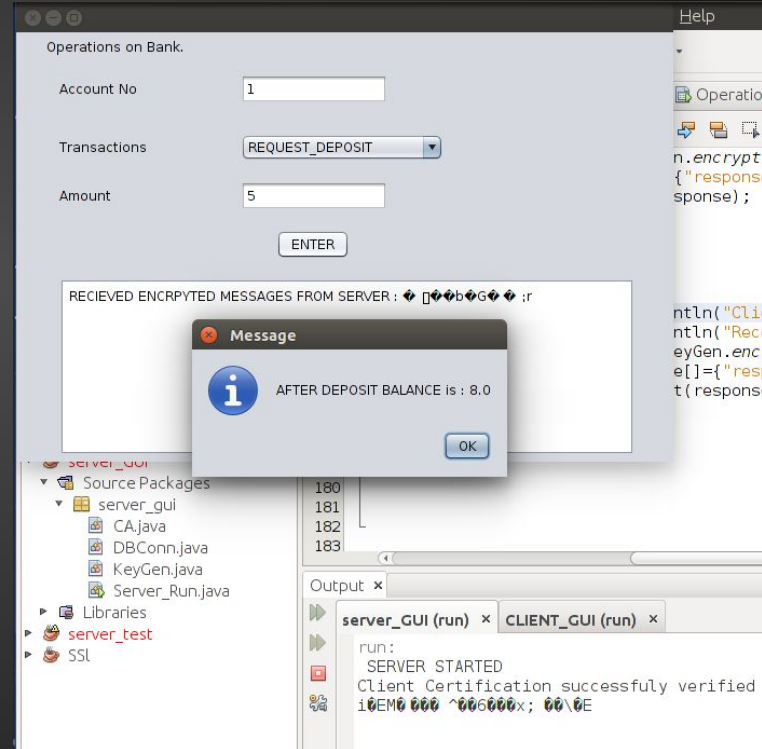 Help
Operations on Bank.
Account No 1
Transactions REQUEST_DEPOSIT
Amount 5
ENTER
RECIEVED ENCRPYTED MESSAGES FROM SERVER :
Message
AFTER DEPOSIT BALANCE is : 8.0
OK
n.encrypt
{"respons
sponse);
ntln("Cli
ntln("Rec
eyGen.enc
e[]={"res
t(respons
180
181
182
183
Source Packages
server_gui
CA.java
DBConn.java
KeyGen.java
Server_Run.java
Libraries
server_test
SSl
Output
server_GUI (run) CLIENT_GUI (run)
run:
SERVER STARTED
Client Certification successfuly verified